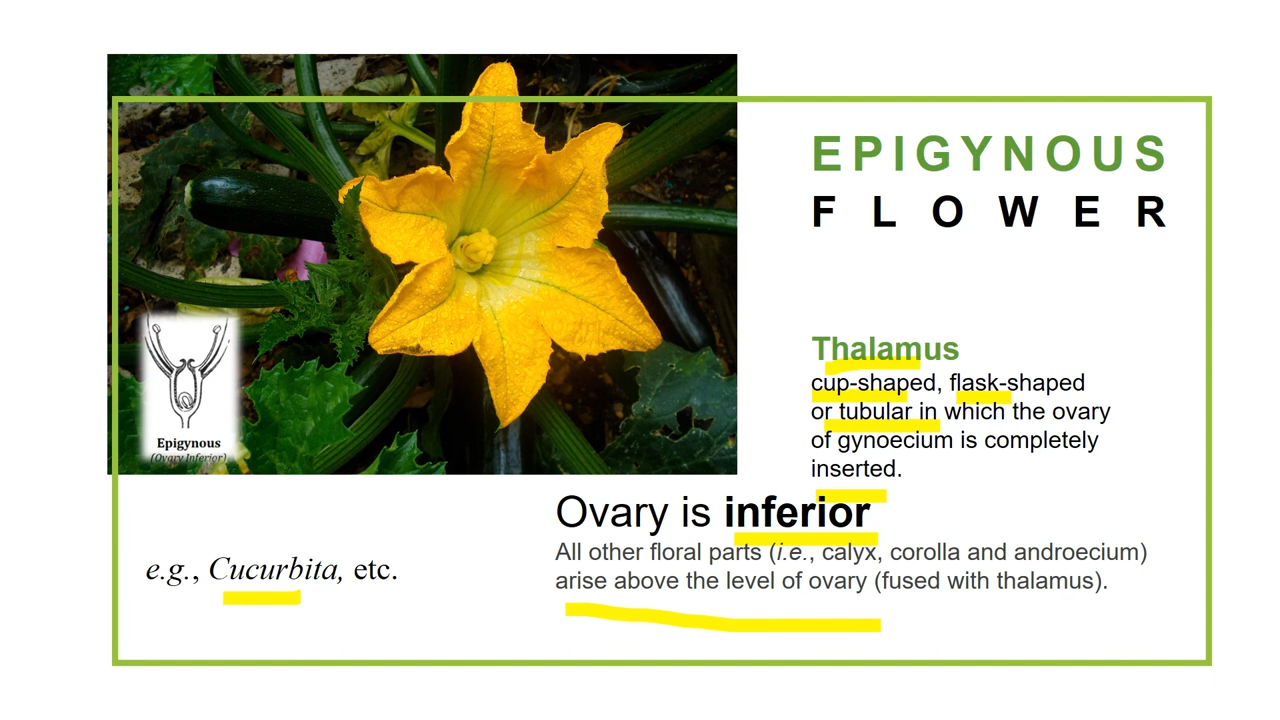 EPIGYNOUS
FLOWER
Thalamus
cup-shaped, flask-shaped
or tubular in which the ovary
of gynoecium is completely
inserted.
Epigynous
(Ovary Inferior)
Ovary is inferior
All other floral parts (i.e., calyx, corolla and androecium)
arise above the level of ovary (fused with thalamus).
e.g., Cucurbita, etc.